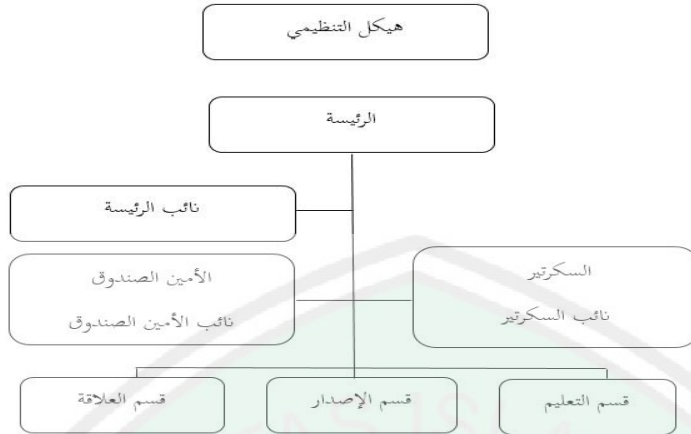 هيكل التنظيمي
الرئيسة
نائب الرئيسة
السكرتير
نائب السكرتير
الأمين الصندوق
نائب الأمين الصندوق
قسم التعليم
قسم الإصدار
قسم العلاقة